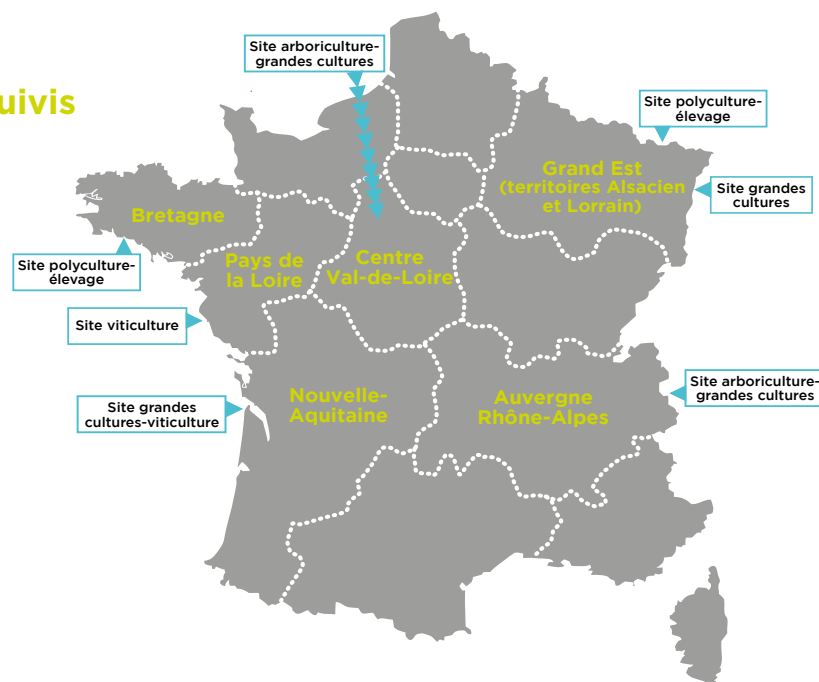 Site arboriculture-
grandes cultures
uivis
Site polyculture-
élevage
Grand Est
(territoires Alsacien
et Lorrain)
Site grandes
cultures
Bretagne
Pays de
la Loire
Centre
Val-de-Loire
Site polyculture-
élevage
Site viticulture
Nouvelle-
Aquitaine
Auvergne
Rhône-Alpes
Site arboriculture-
grandes cultures
Site grandes
cultures-viticulture